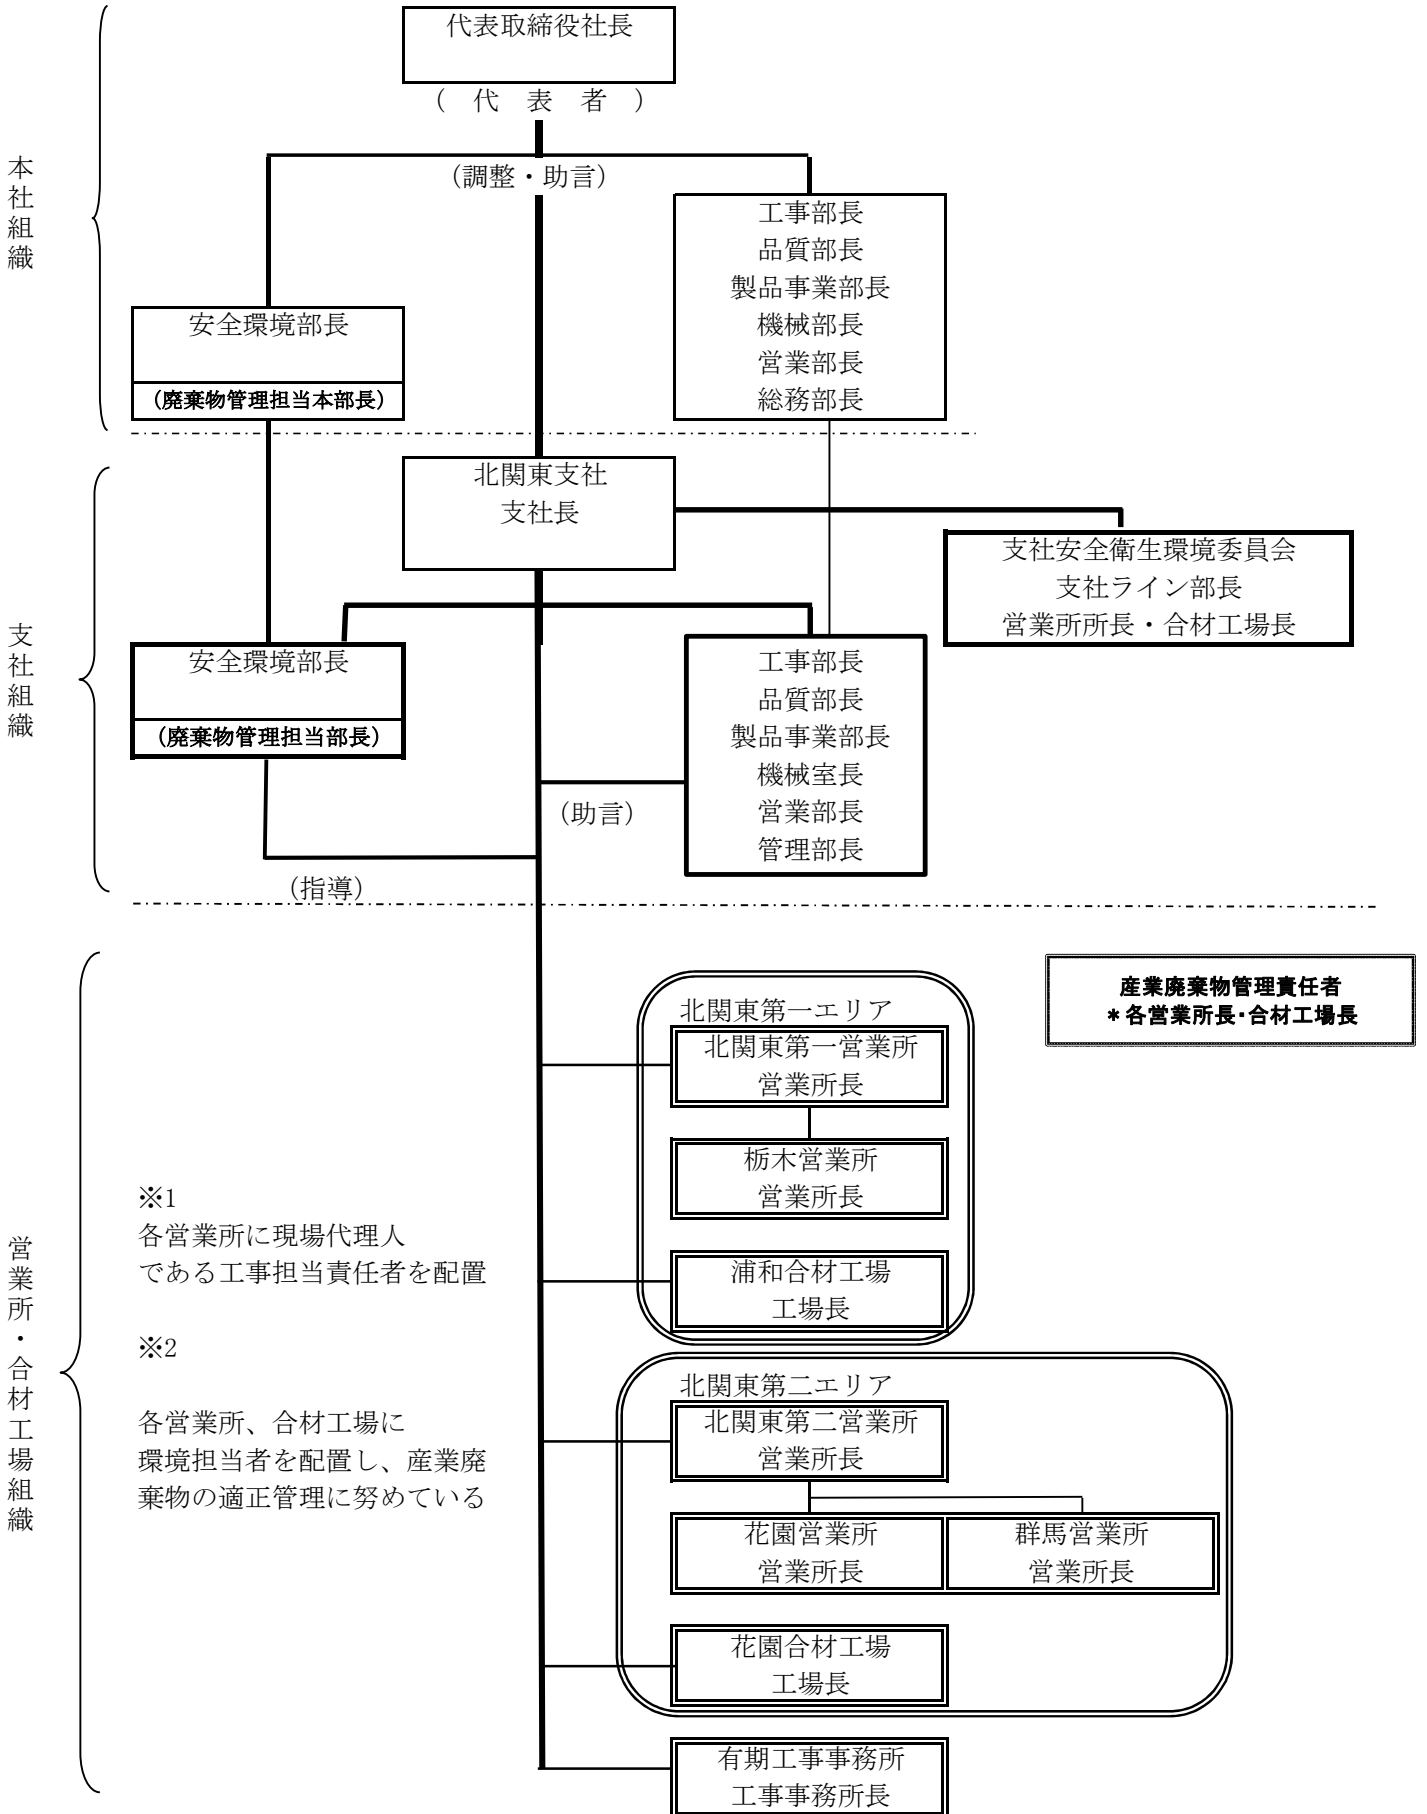 代表取締役社長
（ 代 表 者 ）
本社組織
（調整・助言）
工事部長
品質部長
製品事業部長
機械部長
営業部長
総務部長
安全環境部長
（廃棄物管理担当本部長）
支社組織
北関東支社
支社長
支社安全衛生環境委員会
支社ライン部長
営業所所長・合材工場長
安全環境部長
（廃棄物管理担当部長）
工事部長
品質部長
製品事業部長
機械室長
営業部長
管理部長
（助言）
（指導）
営業所・合材工場組織
産業廃棄物管理責任者
＊各営業所長・合材工場長
北関東第一エリア
北関東第一営業所
営業所長
栃木営業所
営業所長
浦和合材工場
工場長
※1
各営業所に現場代理人
である工事担当責任者を配置
※2
各営業所、合材工場に
環境担当者を配置し、産業廃
棄物の適正管理に努めている
北関東第二エリア
北関東第二営業所
営業所長
花園営業所
営業所長
群馬営業所
営業所長
花園合材工場
工場長
有期工事事務所
工事事務所長